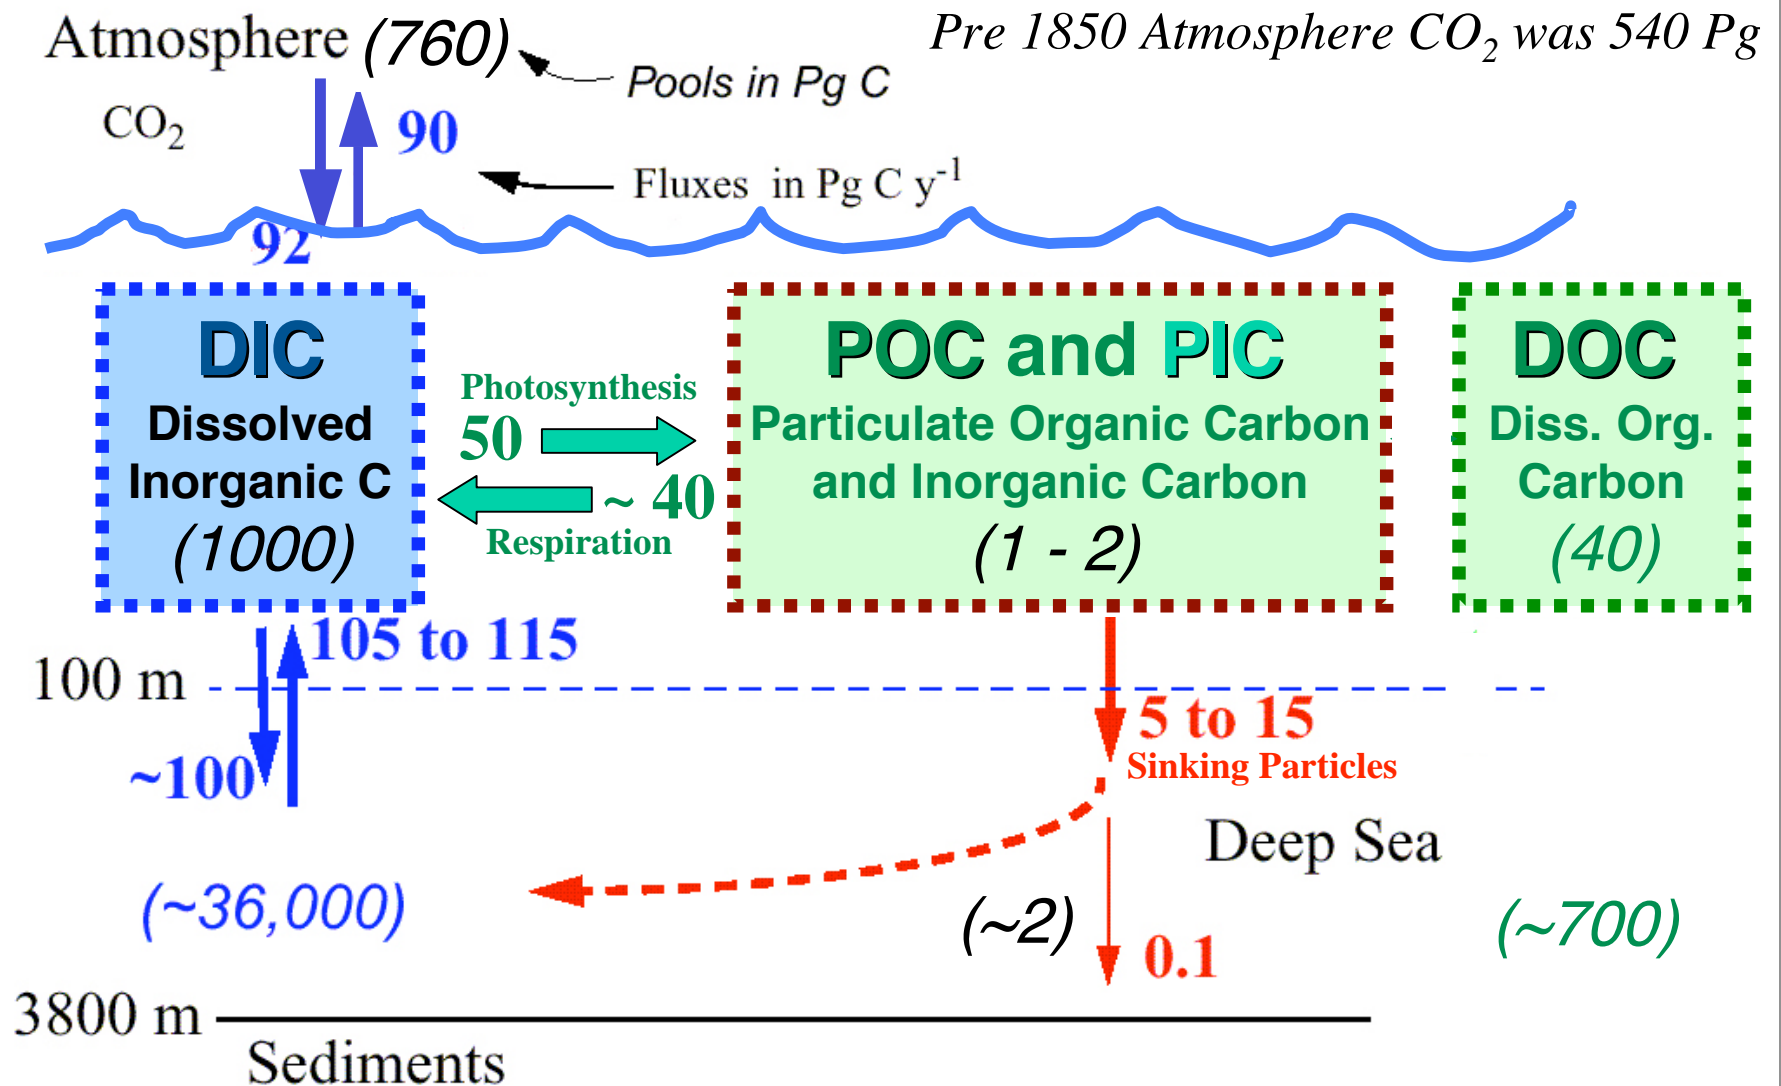 Atmosphere (760)
Pre 1850 Atmosphere CO₂ was 540 Pg
Pools in Pg C
CO₂
90
Fluxes in Pg C y⁻¹
92
DIC
Dissolved
Inorganic C
(1000)
Photosynthesis
50
~ 40
Respiration
POC and PIC
Particulate Organic Carbon
and Inorganic Carbon
(1 - 2)
DOC
Diss. Org.
Carbon
(40)
105 to 115
100 m
~100
5 to 15
Sinking Particles
Deep Sea
(~36,000)
(~2)
(~700)
0.1
3800 m
Sediments